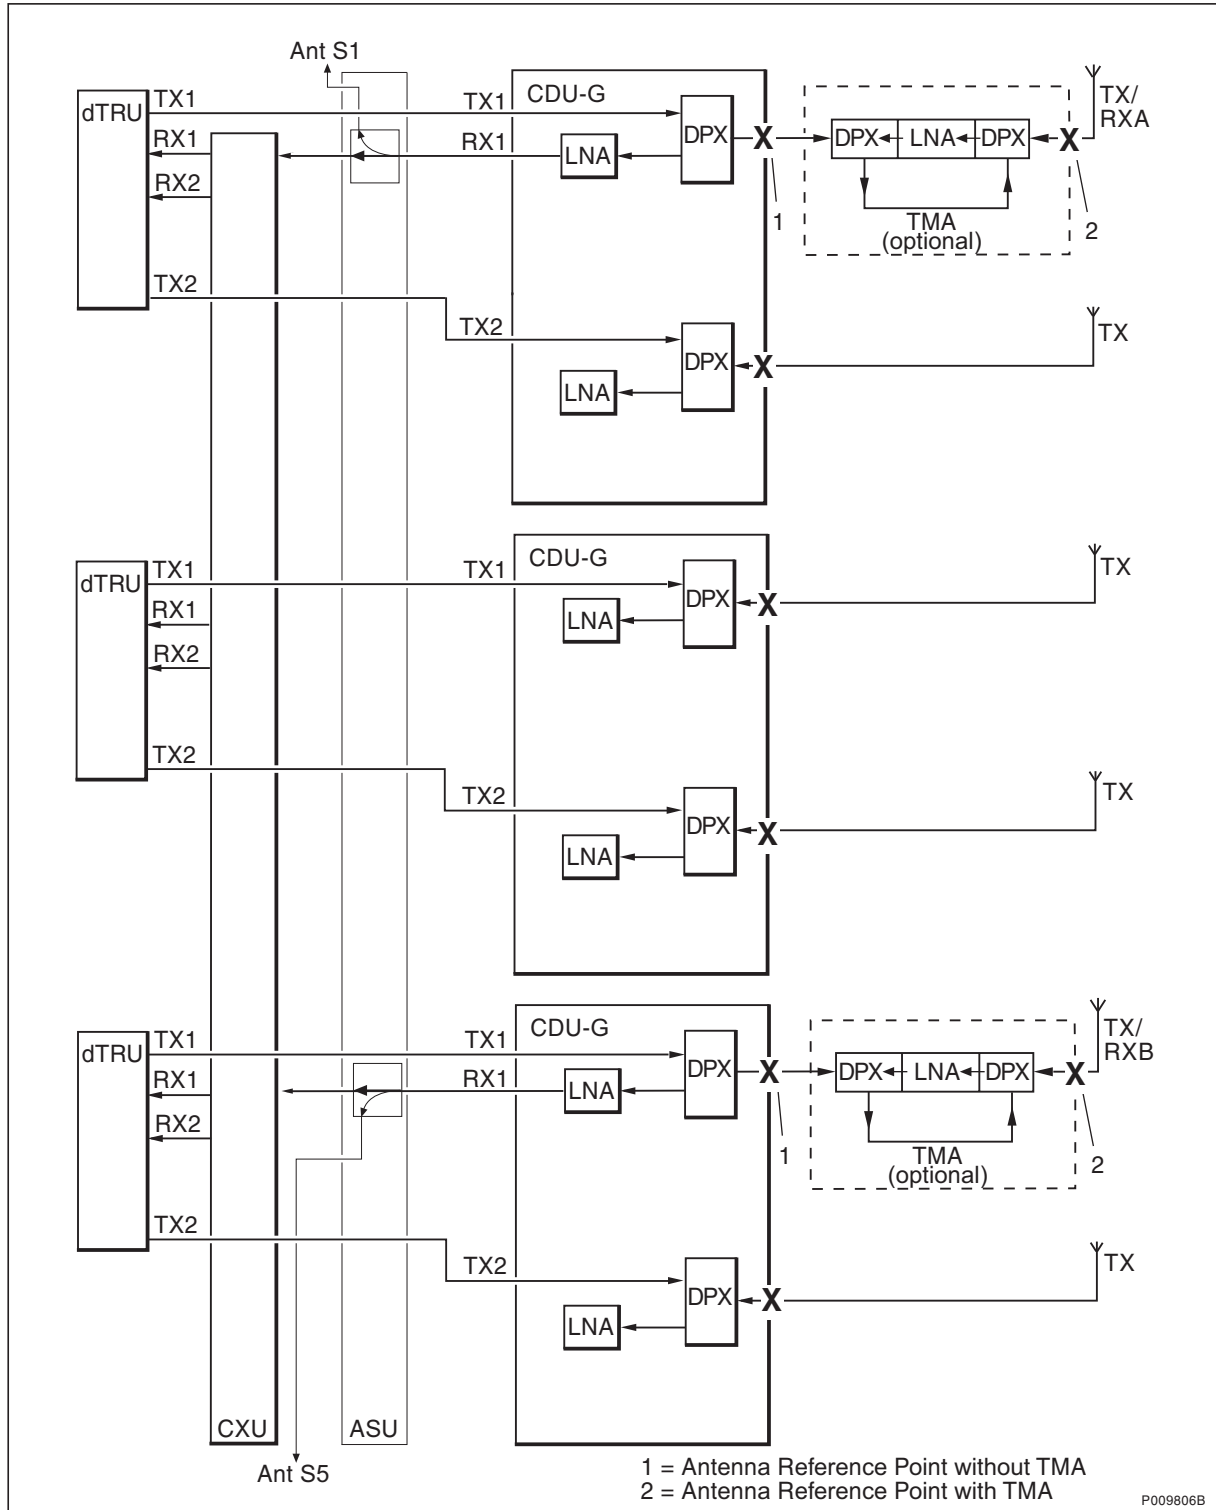 Ant S1
dTRU
TX1
TX1
CDU-G
TX/
RXA
RX1
RX1
LNA
DPX
X
DPX
LNA
DPX
X
RX2
1
TMA
(optional)
2
TX2
TX2
DPX
X
TX
LNA
dTRU
TX1
TX1
CDU-G
TX
RX1
LNA
DPX
X
RX2
TX2
TX2
DPX
X
TX
LNA
dTRU
TX1
TX1
CDU-G
TX/
RXB
RX1
RX1
LNA
DPX
X
DPX
LNA
DPX
X
RX2
1
TMA
(optional)
2
TX2
TX2
DPX
X
TX
LNA
CXU
ASU
Ant S5
1 = Antenna Reference Point without TMA
2 = Antenna Reference Point with TMA
P009806B